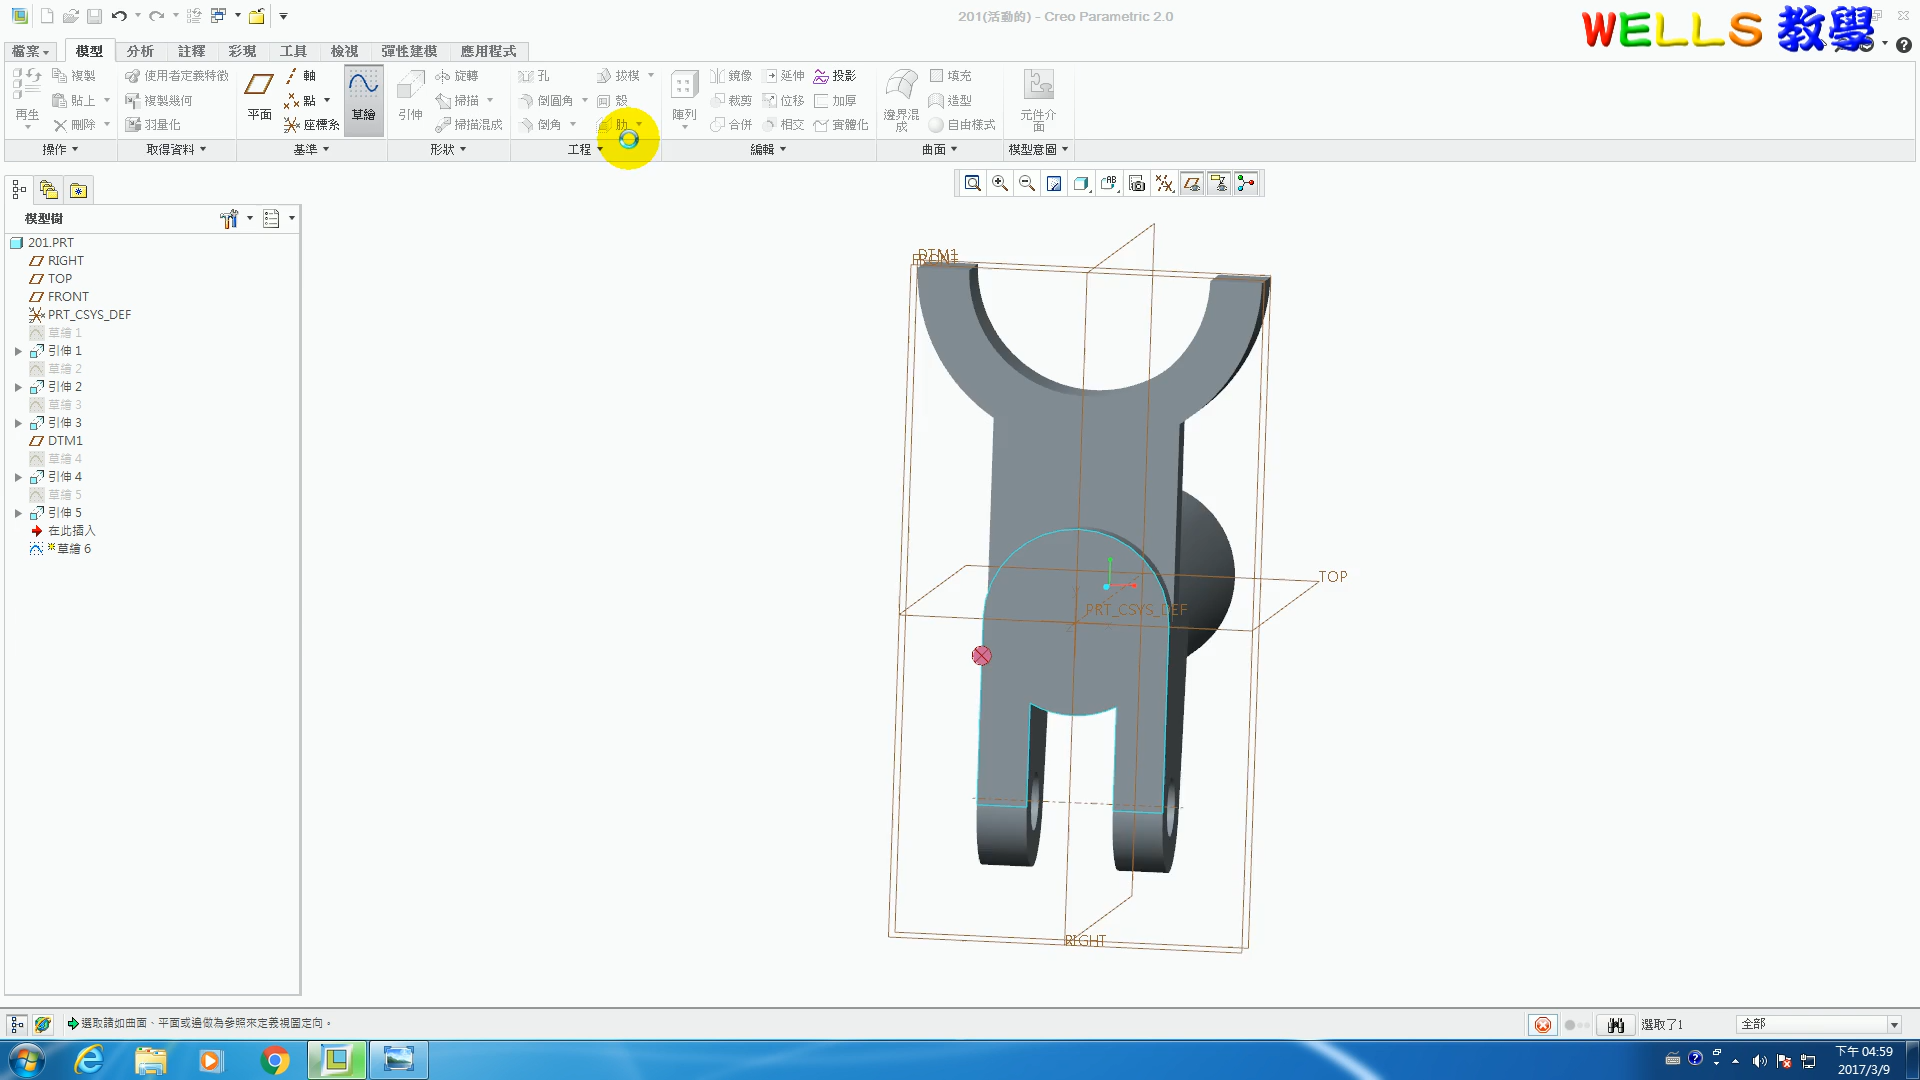 201(活動的) - Creo Parametric 2.0
WELLS 教學
檔案 模型 分析 註釋 彩現 工具 檢視 彈性建模 應用程式
再生 複製 貼上 刪除
使用者定義特徵 複製幾何 羽量化
平面 軸 點 座標系 草繪
引伸 旋轉 掃描 掃描混成
孔 倒圓角 倒角 拔模 殼 肋
陣列 鏡像 裁剪 合併 延伸 位移 相交 投影 加厚 實體化
邊界混成 填充 造型 自由樣式
元件介面
操作 取得資料 基準 形狀 工程 編輯 曲面 模型意圖
模型樹
201.PRT
RIGHT
TOP
FRONT
PRT_CSYS_DEF
草繪 1
引伸 1
草繪 2
引伸 2
草繪 3
引伸 3
DTM1
草繪 4
引伸 4
草繪 5
引伸 5
在此插入
草繪 6
DTM1
FRONT
TOP
PRT_CSYS_DEF
RIGHT
選取諸如曲面、平面或邊做為參照來定義視圖定向。
選取了1
全部
下午 04:59
2017/3/9